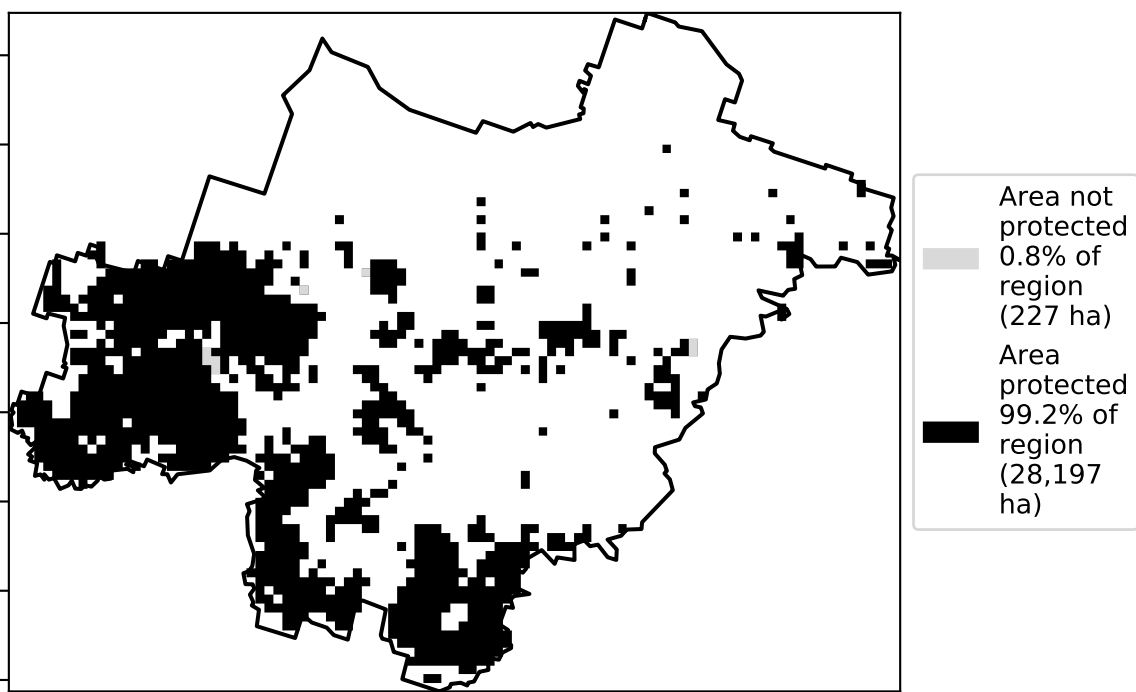 Area not
protected
0.8% of
region
(227 ha)
Area
protected
99.2% of
region
(28,197
ha)